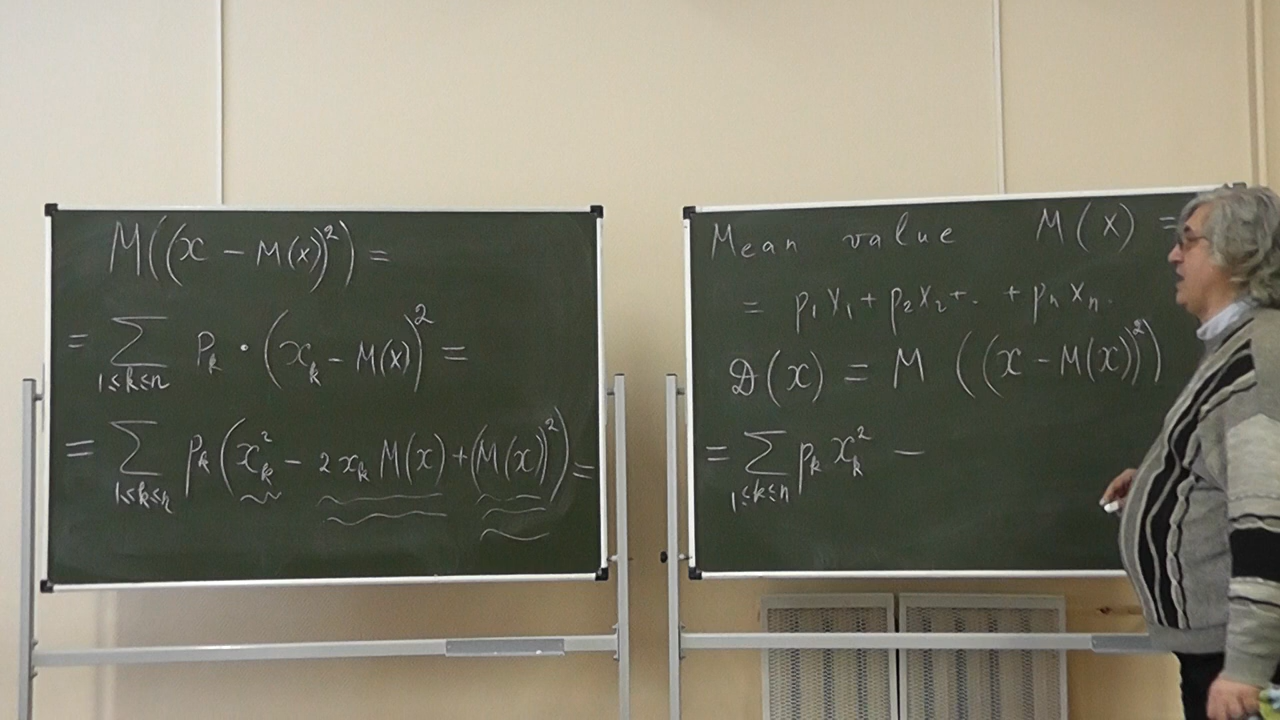 M((x - M(x))²) =
= ∑ 1≤k≤n P_k · (x_k - M(x))² =
= ∑ 1≤k≤n p_k (x_k² - 2 x_k M(x) + (M(x))²) =
Mean value M(x) =
= p₁x₁ + p₂x₂ + .. + pₙxₙ.
D(x) = M ((x - M(x))²)
= ∑ 1≤k≤n p_k x_k² -